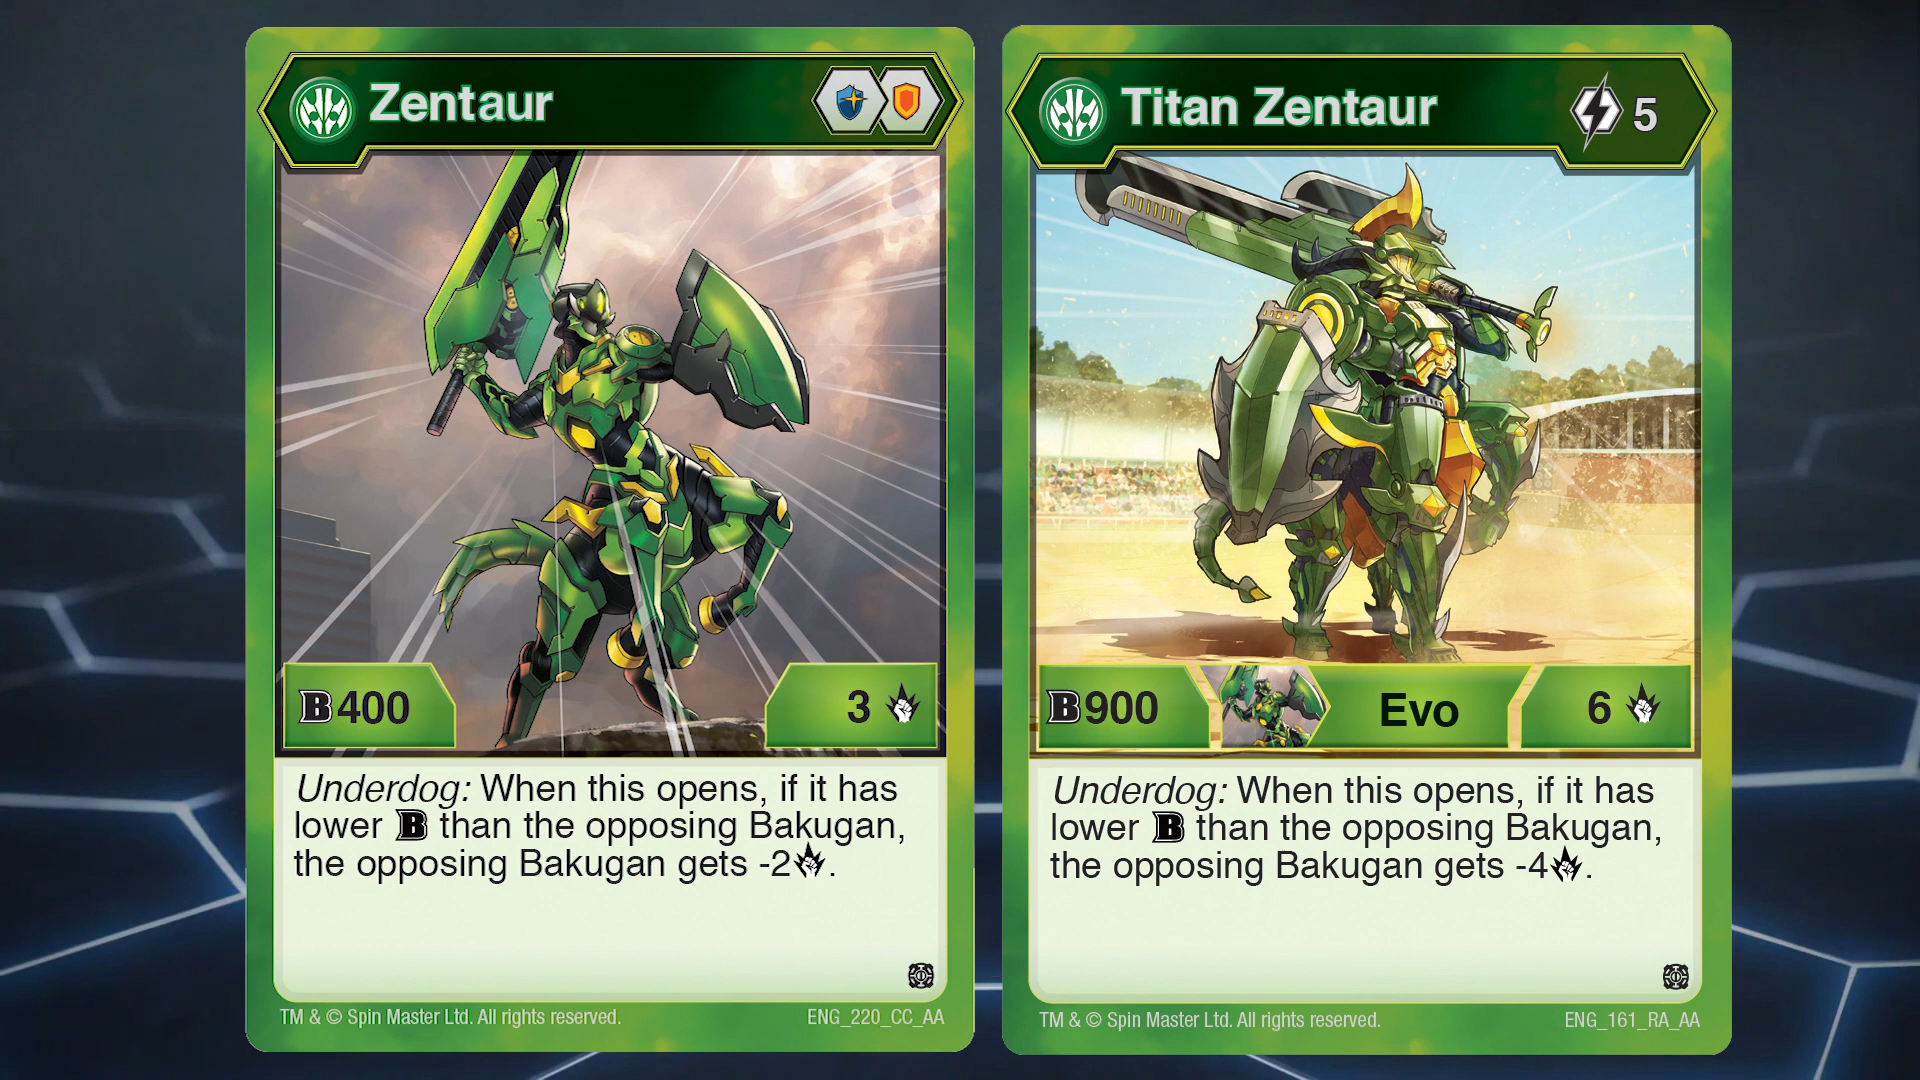 Zentaur
B400
3
Underdog: When this opens, if it has
lower B than the opposing Bakugan,
the opposing Bakugan gets -2.
TM & © Spin Master Ltd. All rights reserved.
ENG_220_CC_AA
Titan Zentaur
5
B900
Evo
6
Underdog: When this opens, if it has
lower B than the opposing Bakugan,
the opposing Bakugan gets -4.
TM & © Spin Master Ltd. All rights reserved.
ENG_161_RA_AA